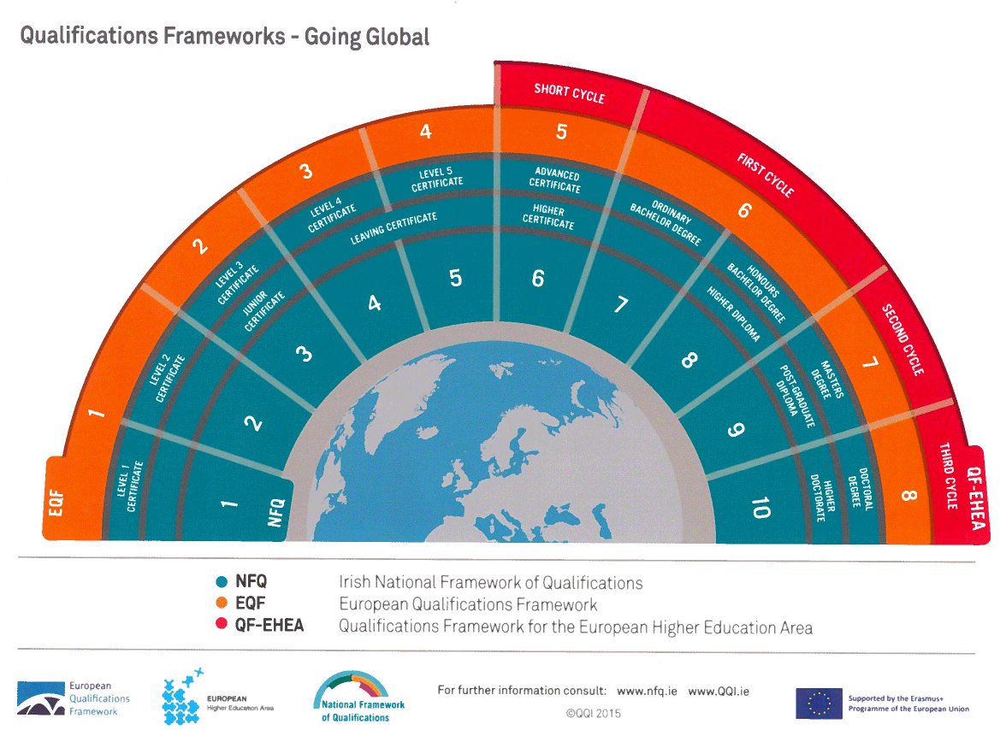 Qualifications Frameworks - Going Global
SHORT CYCLE
FIRST CYCLE
SECOND CYCLE
THIRD CYCLE
QF-EHEA
EQF
1
2
3
4
5
6
7
8
LEVEL 1
CERTIFICATE
LEVEL 2
CERTIFICATE
LEVEL 3
CERTIFICATE
JUNIOR
CERTIFICATE
LEVEL 4
CERTIFICATE
LEVEL 5
CERTIFICATE
LEAVING CERTIFICATE
ADVANCED
CERTIFICATE
HIGHER
CERTIFICATE
ORDINARY
BACHELOR DEGREE
HONOURS
BACHELOR DEGREE
HIGHER DIPLOMA
MASTERS
DEGREE
POST-GRADUATE
DIPLOMA
DOCTORAL
DEGREE
HIGHER
DOCTORATE
NFQ
1
2
3
4
5
6
7
8
9
10
NFQ Irish National Framework of Qualifications
EQF European Qualifications Framework
QF-EHEA Qualifications Framework for the European Higher Education Area
European
Qualifications
Framework
EUROPEAN
Higher Education Area
National Framework
of Qualifications
For further information consult: www.nfq.ie www.QQI.ie
©QQI 2015
Supported by the Erasmus+
Programme of the European Union